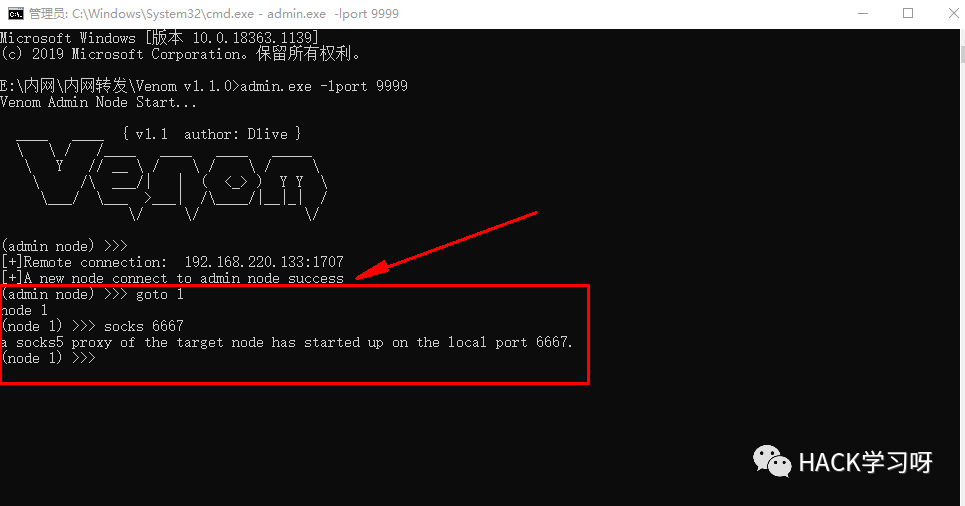 管理员: C:\Windows\System32\cmd.exe - admin.exe -lport 9999
Microsoft Windows [版本 10.0.18363.1139]
(c) 2019 Microsoft Corporation。保留所有权利。
E:\内网\内网转发\Venom v1.1.0>admin.exe -lport 9999
Venom Admin Node Start...
{ v1.1 author: Dlive }
Venom
(admin node) >>>
[+]Remote connection: 192.168.220.133:1707
[+]A new node connect to admin node success
(admin node) >>> goto 1
node 1
(node 1) >>> socks 6667
a socks5 proxy of the target node has started up on the local port 6667.
(node 1) >>>
HACK学习呀